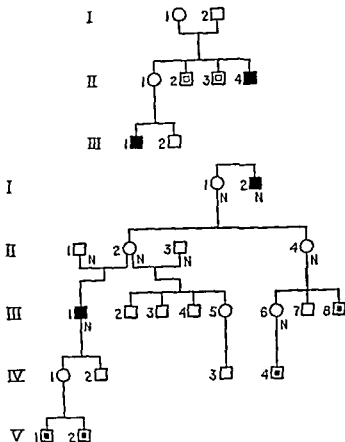 I 1 2
II 1 2 3 4
III 1 2
I 1 2
N N
II 1 2 3 4
N N N N
III 1 2 3 4 5 6 7 8
N N
IV 1 2 3 4
V 1 2